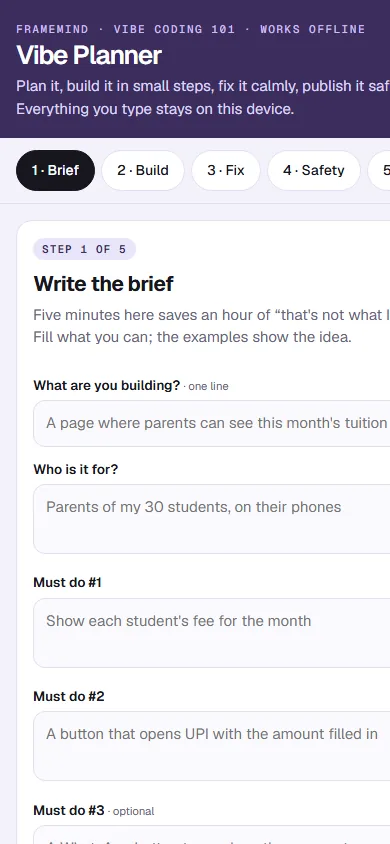 FRAMEMIND · VIBE CODING 101 · WORKS OFFLINE
Vibe Planner
Plan it, build it in small steps, fix it calmly, publish it
Everything you type stays on this device.
1 · Brief
2 · Build
3 · Fix
4 · Safety
5
STEP 1 OF 5
Write the brief
Five minutes here saves an hour of “that's not what I
Fill what you can; the examples show the idea.
What are you building? · one line
A page where parents can see this month's tuition
Who is it for?
Parents of my 30 students, on their phones
Must do #1
Show each student's fee for the month
Must do #2
A button that opens UPI with the amount filled in
Must do #3 · optional